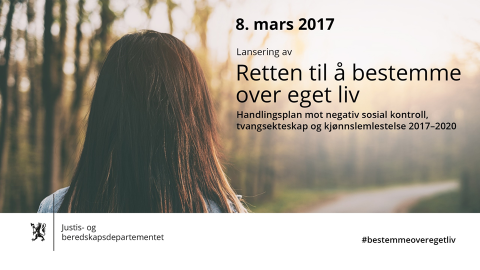 8. mars 2017
Lansering av
Retten til å bestemme
over eget liv
Handlingsplan mot negativ sosial kontroll,
tvangsekteskap og kjønnslemlestelse 2017–2020
Justis- og
beredskapsdepartementet
#bestemmeoveregetliv